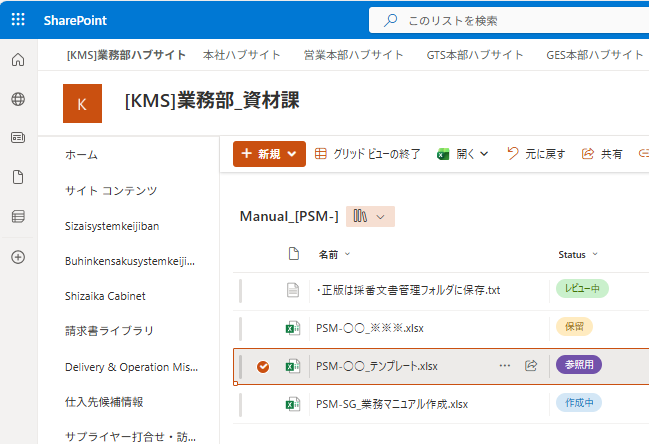 SharePoint
このリストを検索
[KMS]業務部ハブサイト 本社ハブサイト 営業本部ハブサイト GTS本部ハブサイト GES本部ハブサイト
K
[KMS]業務部_資材課
ホーム
サイト コンテンツ
Sizaisystemkeijiban
Buhinkensakusystemkeiji...
Shizaika Cabinet
請求書ライブラリ
Delivery & Operation Mis...
仕入先候補情報
サプライヤー打合せ・訪...
+ 新規 グリッド ビューの終了 開く 元に戻す 共有
Manual_[PSM-]
名前 Status
・正版は採番文書管理フォルダに保存.txt レビュー中
PSM-〇〇_※※※.xlsx 保留
PSM-〇〇_テンプレート.xlsx ... 参照用
PSM-SG_業務マニュアル作成.xlsx 作成中